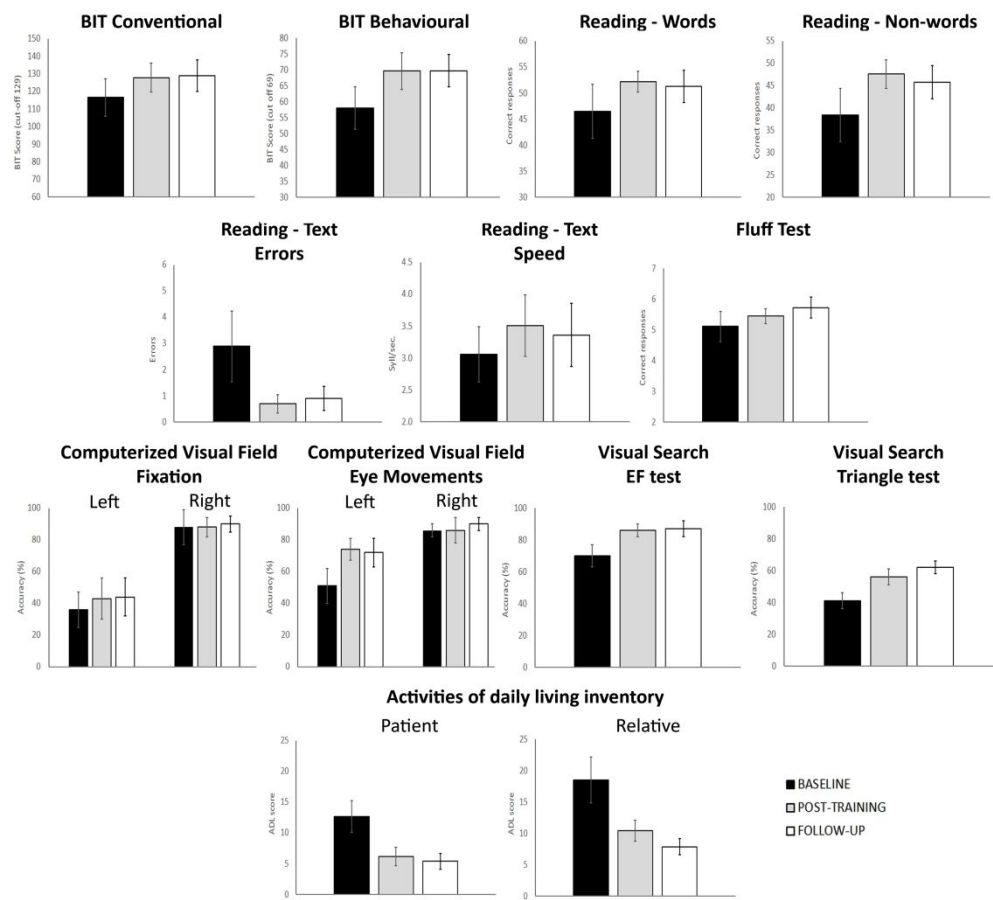 BIT Conventional
BIT Score (cut-off 129)
150
140
130
120
110
100
90
80
70
60
BIT Behavioural
BIT Score (cut off 69)
80
75
70
65
60
55
50
45
40
35
30
Reading - Words
Correct responses
60
55
50
45
40
35
30
Reading - Non-words
Correct responses
55
50
45
40
35
30
25
20
Reading - Text
Errors
Errors
6
5
4
3
2
1
0
Reading - Text
Speed
Syll/sec.
4.5
4.0
3.5
3.0
2.5
2.0
Fluff Test
Correct responses
7
6
5
4
3
2
Computerized Visual Field
Fixation
Left Right
Accuracy (%)
100
80
60
40
20
0
Computerized Visual Field
Eye Movements
Left Right
Accuracy (%)
100
80
60
40
20
0
Visual Search
EF test
Accuracy (%)
100
80
60
40
20
0
Visual Search
Triangle test
Accuracy (%)
100
80
60
40
20
0
Activities of daily living inventory
Patient
ADL score
25
20
15
10
5
0
Relative
ADL score
25
20
15
10
5
0
BASELINE
POST-TRAINING
FOLLOW-UP